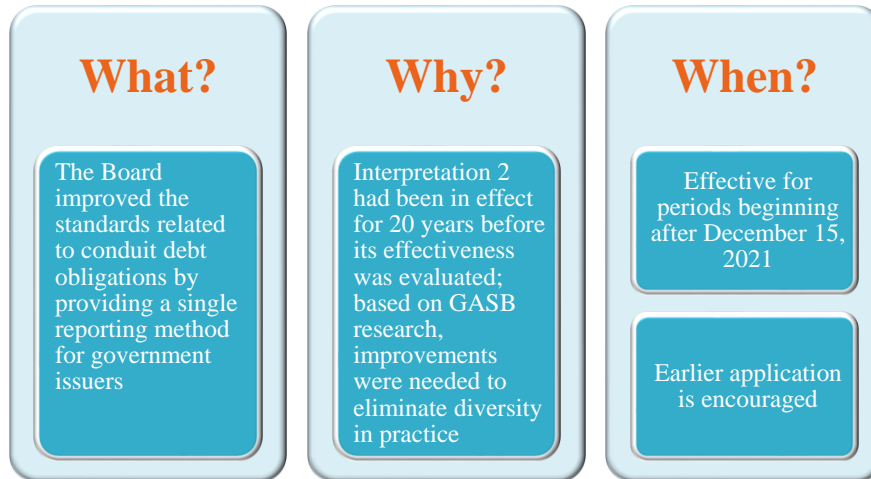 What?
The Board
improved the
standards related
to conduit debt
obligations by
providing a single
reporting method
for government
issuers
Why?
Interpretation 2
had been in effect
for 20 years before
its effectiveness
was evaluated;
based on GASB
research,
improvements
were needed to
eliminate diversity
in practice
When?
Effective for
periods beginning
after December 15,
2021
Earlier application
is encouraged